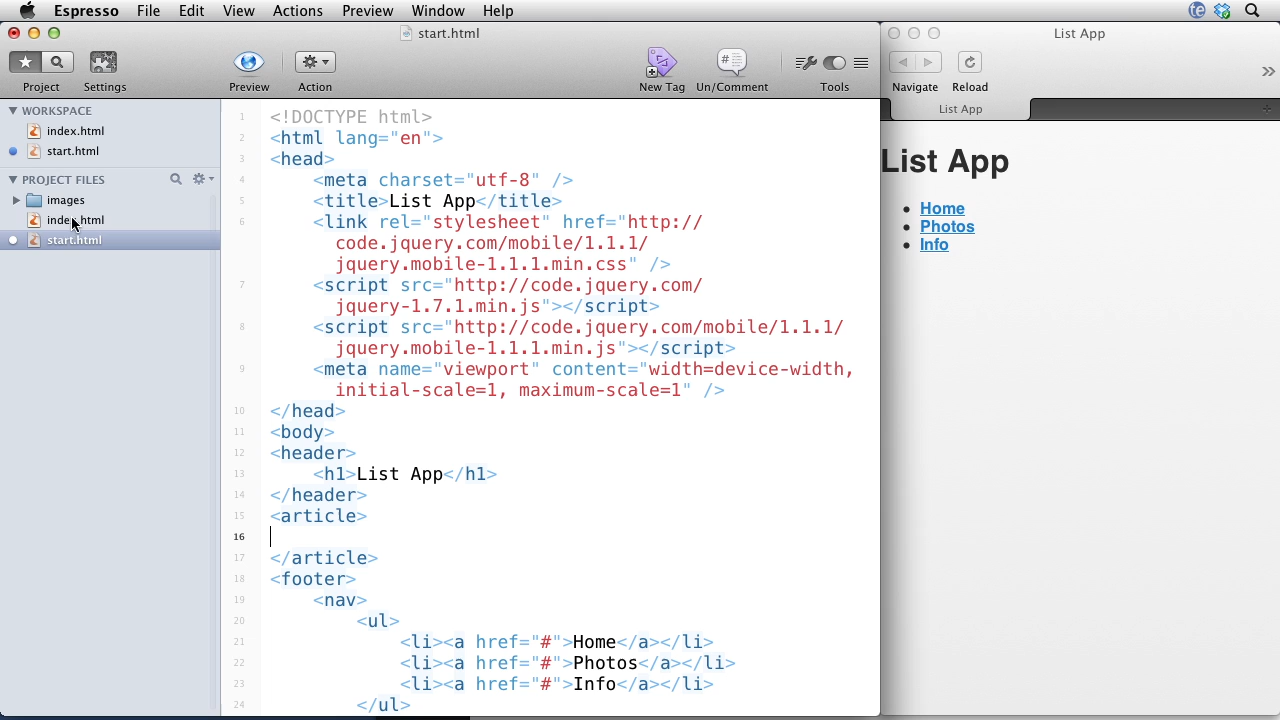 Espresso File Edit View Actions Preview Window Help
start.html
Project Settings Preview Action New Tag Un/Comment Tools
WORKSPACE
index.html
start.html
PROJECT FILES
images
index.html
start.html
1 <!DOCTYPE html>
2 <html lang="en">
3 <head>
4 <meta charset="utf-8" />
5 <title>List App</title>
6 <link rel="stylesheet" href="http://
code.jquery.com/mobile/1.1.1/
jquery.mobile-1.1.1.min.css" />
7 <script src="http://code.jquery.com/
jquery-1.7.1.min.js"></script>
8 <script src="http://code.jquery.com/mobile/1.1.1/
jquery.mobile-1.1.1.min.js"></script>
9 <meta name="viewport" content="width=device-width,
initial-scale=1, maximum-scale=1" />
10 </head>
11 <body>
12 <header>
13 <h1>List App</h1>
14 </header>
15 <article>
16
17 </article>
18 <footer>
19 <nav>
20 <ul>
21 <li><a href="#">Home</a></li>
22 <li><a href="#">Photos</a></li>
23 <li><a href="#">Info</a></li>
24 </ul>
List App
Navigate Reload
List App
List App
Home
Photos
Info